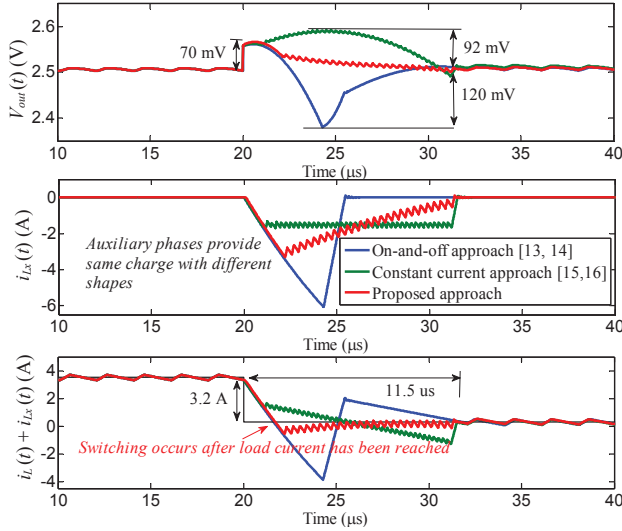 2.6
2.5
2.4
V_out (t) (V)
70 mV
92 mV
120 mV
10 15 20 25 30 35 40
Time (μs)
0
-2
-4
-6
i_Lx (t) (A)
Auxiliary phases provide
same charge with different
shapes
On-and-off approach [13, 14]
Constant current approach [15,16]
Proposed approach
10 15 20 25 30 35 40
Time (μs)
4
2
0
-2
-4
i_L (t) + i_Lx (t) (A)
3.2 A
11.5 us
Switching occurs after load current has been reached
10 15 20 25 30 35 40
Time (μs)